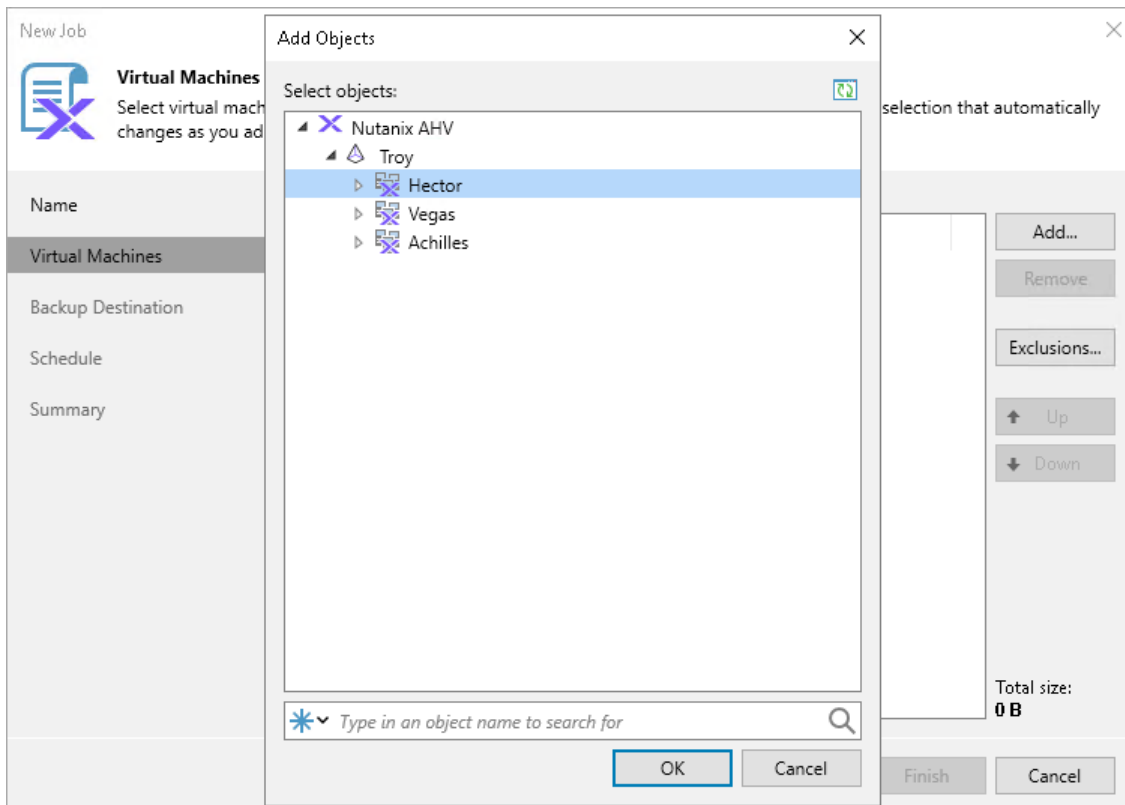 New Job
Virtual Machines
Select virtual mach
changes as you ad
selection that automatically
Name
Virtual Machines
Backup Destination
Schedule
Summary
Add Objects
Select objects:
Nutanix AHV
Troy
Hector
Vegas
Achilles
Type in an object name to search for
OK
Cancel
Add...
Remove
Exclusions...
Up
Down
Total size:
0 B
Finish
Cancel